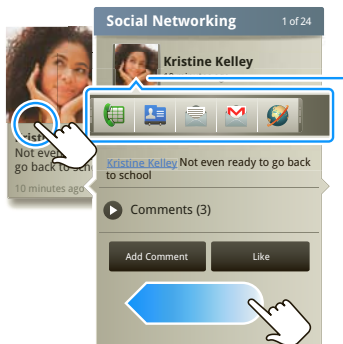 Social Networking
1 of 24
Kristine Kelley
Kristine Kelley Not even ready to go back
to school
Comments (3)
Add Comment
Like
Not even
go back to
10 minutes ago